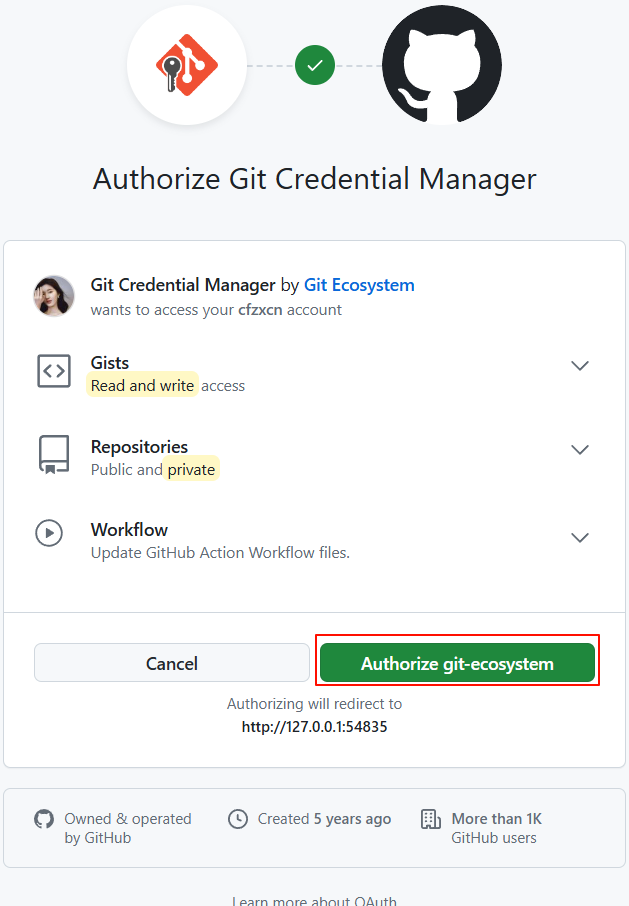 Authorize Git Credential Manager
Git Credential Manager by Git Ecosystem
wants to access your cfzxcn account
Gists
Read and write access
Repositories
Public and private
Workflow
Update GitHub Action Workflow files.
Cancel
Authorize git-ecosystem
Authorizing will redirect to
http://127.0.0.1:54835
Owned & operated
by GitHub
Created 5 years ago
More than 1K
GitHub users
Learn more about OAuth